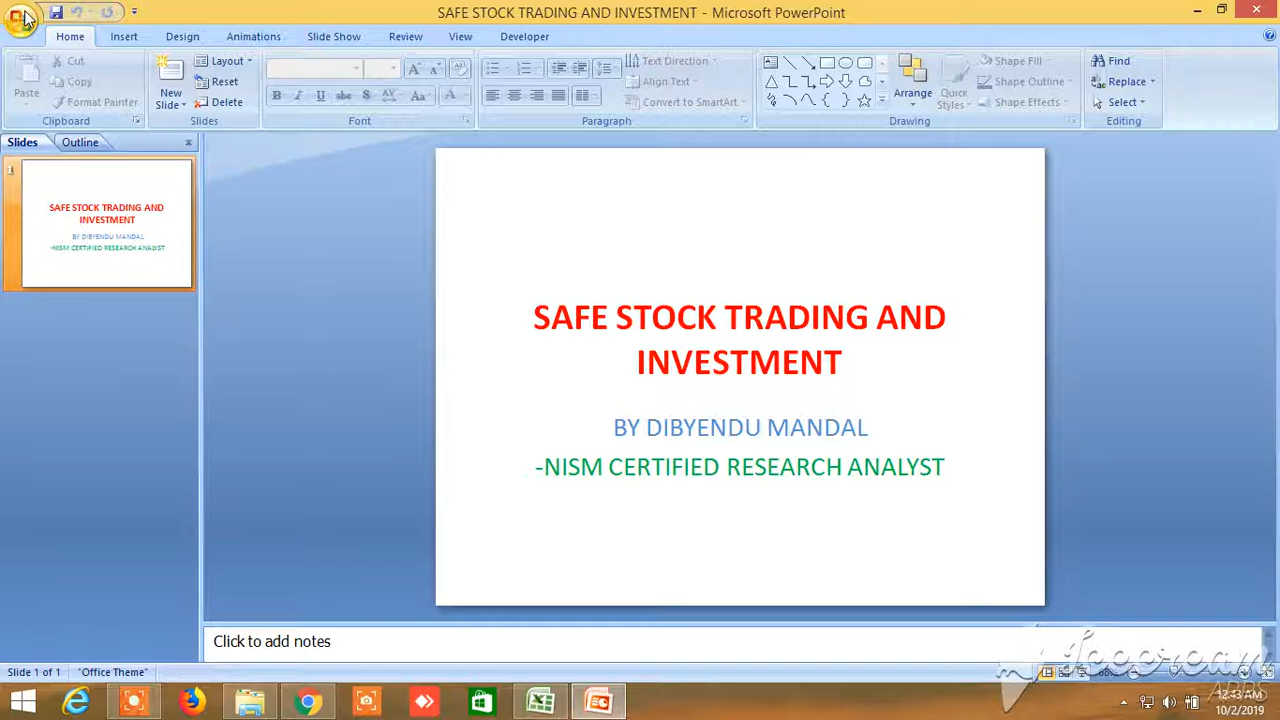 SAFE STOCK TRADING AND INVESTMENT - Microsoft PowerPoint
Home Insert Design Animations Slide Show Review View Developer
Paste
Cut
Copy
Format Painter
Clipboard
New Slide
Layout
Reset
Delete
Slides
B I U abc S AV Aa A
Font
Text Direction
Align Text
Convert to SmartArt
Paragraph
Arrange
Quick Styles
Shape Fill
Shape Outline
Shape Effects
Drawing
Find
Replace
Select
Editing
Slides Outline
1
SAFE STOCK TRADING AND
INVESTMENT
BY DIBYENDU MANDAL
-NISM CERTIFIED RESEARCH ANALYST
SAFE STOCK TRADING AND
INVESTMENT
BY DIBYENDU MANDAL
-NISM CERTIFIED RESEARCH ANALYST
Click to add notes
Slide 1 of 1 "Office Theme"
12:43 AM
10/2/2019